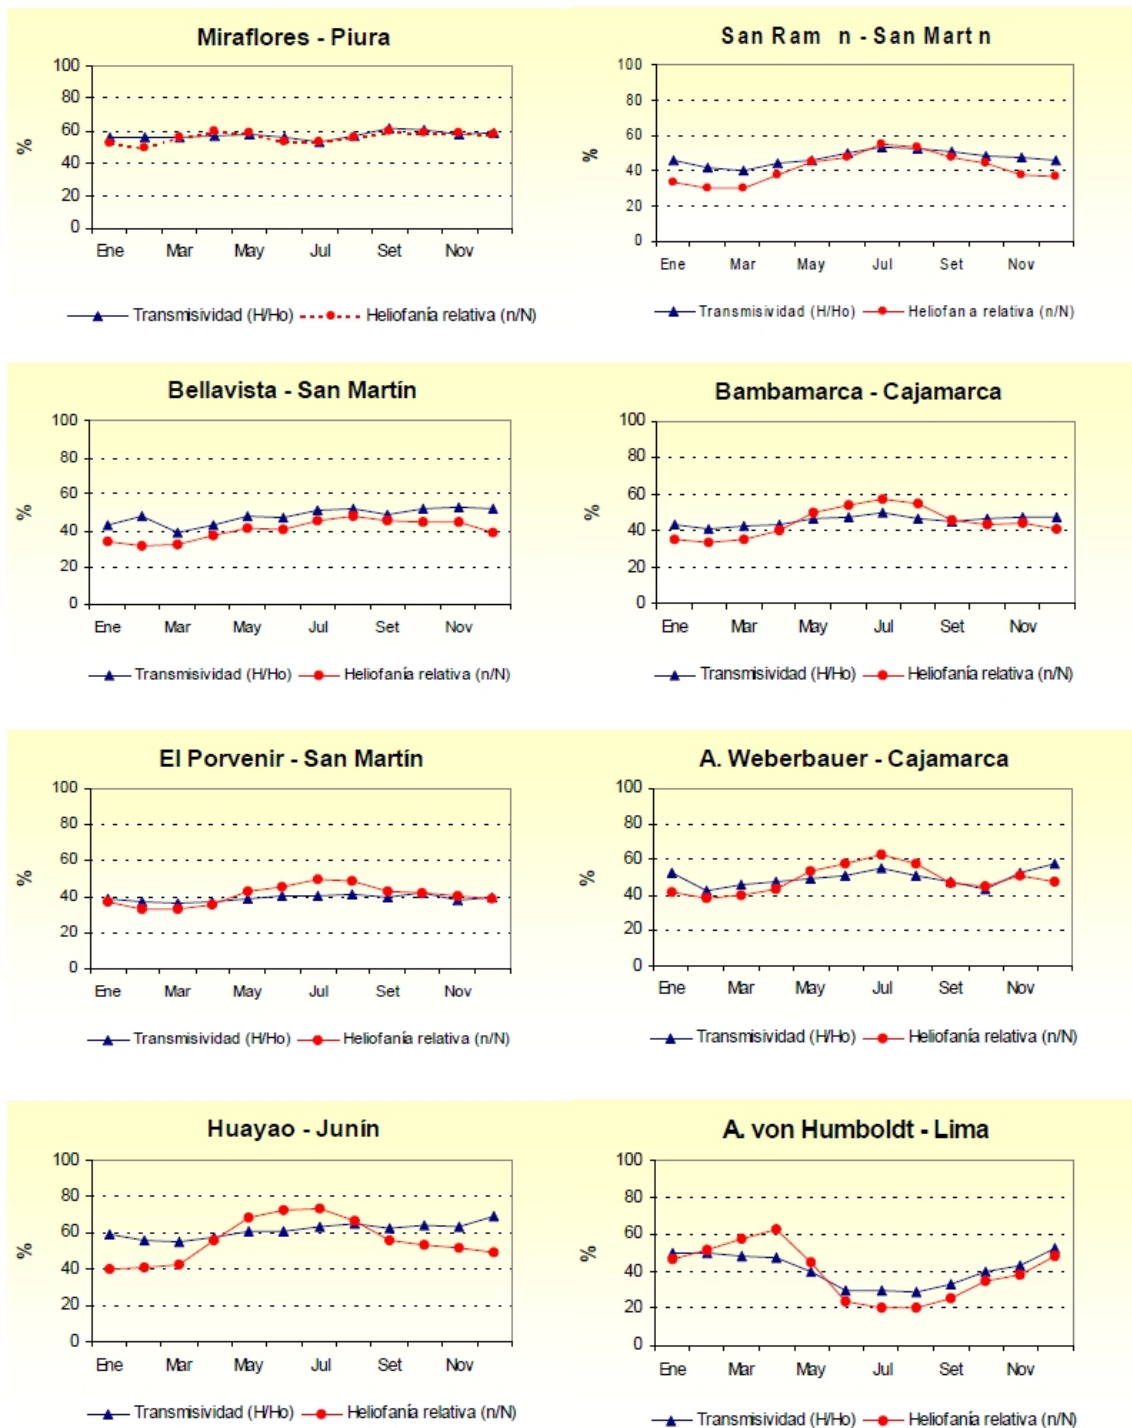 Miraflores - Piura
100
80
60
40
20
0
%
Ene Mar May Jul Set Nov
Transmisividad (H/Ho) Heliofanía relativa (n/N)
San Ram n - San Mart n
100
80
60
40
20
0
%
Ene Mar May Jul Set Nov
Transmisividad (H/Ho) Heliofan a relativa (n/N)
Bellavista - San Martín
100
80
60
40
20
0
%
Ene Mar May Jul Set Nov
Transmisividad (H/Ho) Heliofanía relativa (n/N)
Bambamarca - Cajamarca
100
80
60
40
20
0
%
Ene Mar May Jul Set Nov
Transmisividad (H/Ho) Heliofanía relativa (n/N)
El Porvenir - San Martín
100
80
60
40
20
0
%
Ene Mar May Jul Set Nov
Transmisividad (H/Ho) Heliofanía relativa (n/N)
A. Weberbauer - Cajamarca
100
80
60
40
20
0
%
Ene Mar May Jul Set Nov
Transmisividad (H/Ho) Heliofanía relativa (n/N)
Huayao - Junín
100
80
60
40
20
0
%
Ene Mar May Jul Set Nov
Transmisividad (H/Ho) Heliofanía relativa (n/N)
A. von Humboldt - Lima
100
80
60
40
20
0
%
Ene Mar May Jul Set Nov
Transmisividad (H/Ho) Heliofanía relativa (n/N)